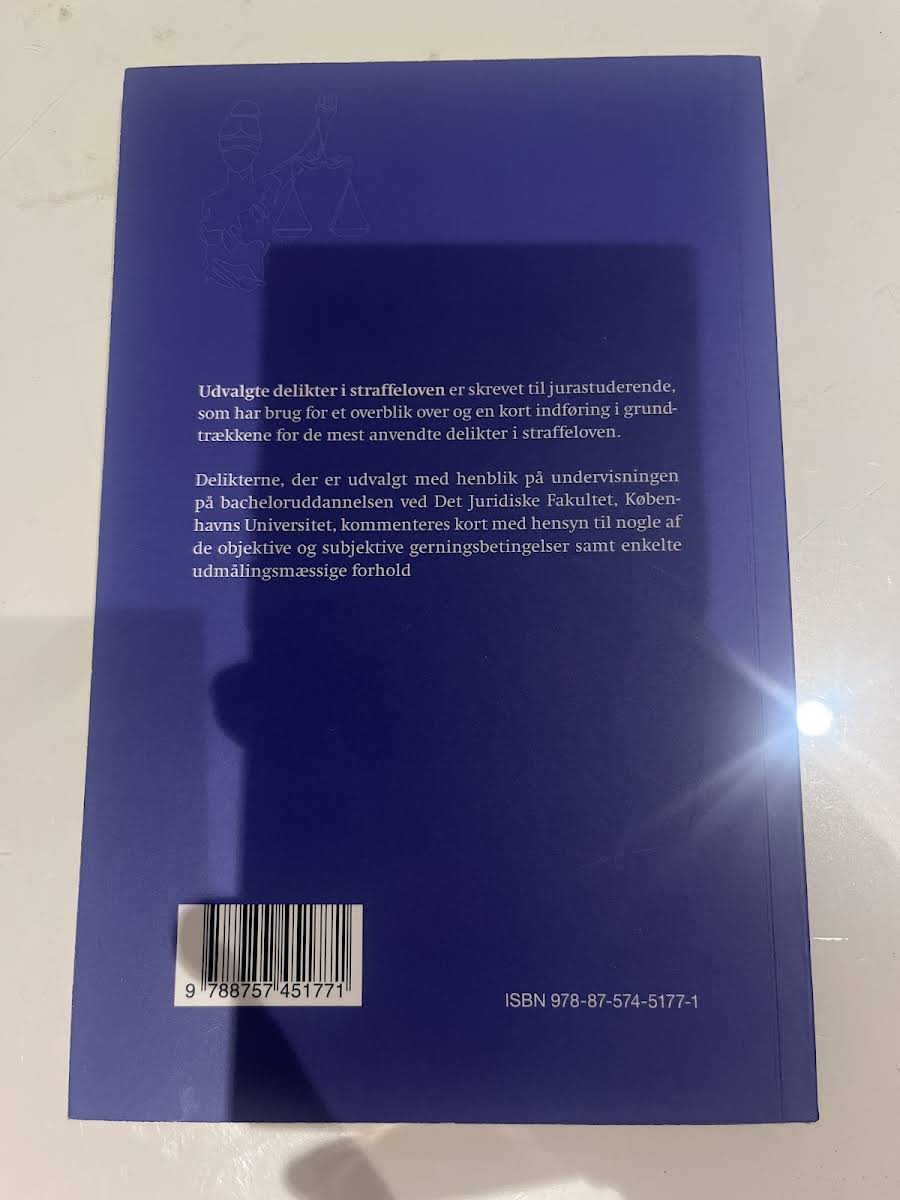 Udvalgte delikter i straffeloven er skrevet til jurastuderende,
som har brug for et overblik over og en kort indføring i grund-
trækkene for de mest anvendte delikter i straffeloven.
Delikterne, der er udvalgt med henblik på undervisningen
på bacheloruddannelsen ved Det Juridiske Fakultet, Køben-
havns Universitet, kommenteres kort med hensyn til nogle af
de objektive og subjektive gerningsbetingelser samt enkelte
udmålingsmæssige forhold
9 788757 451771
ISBN 978-87-574-5177-1